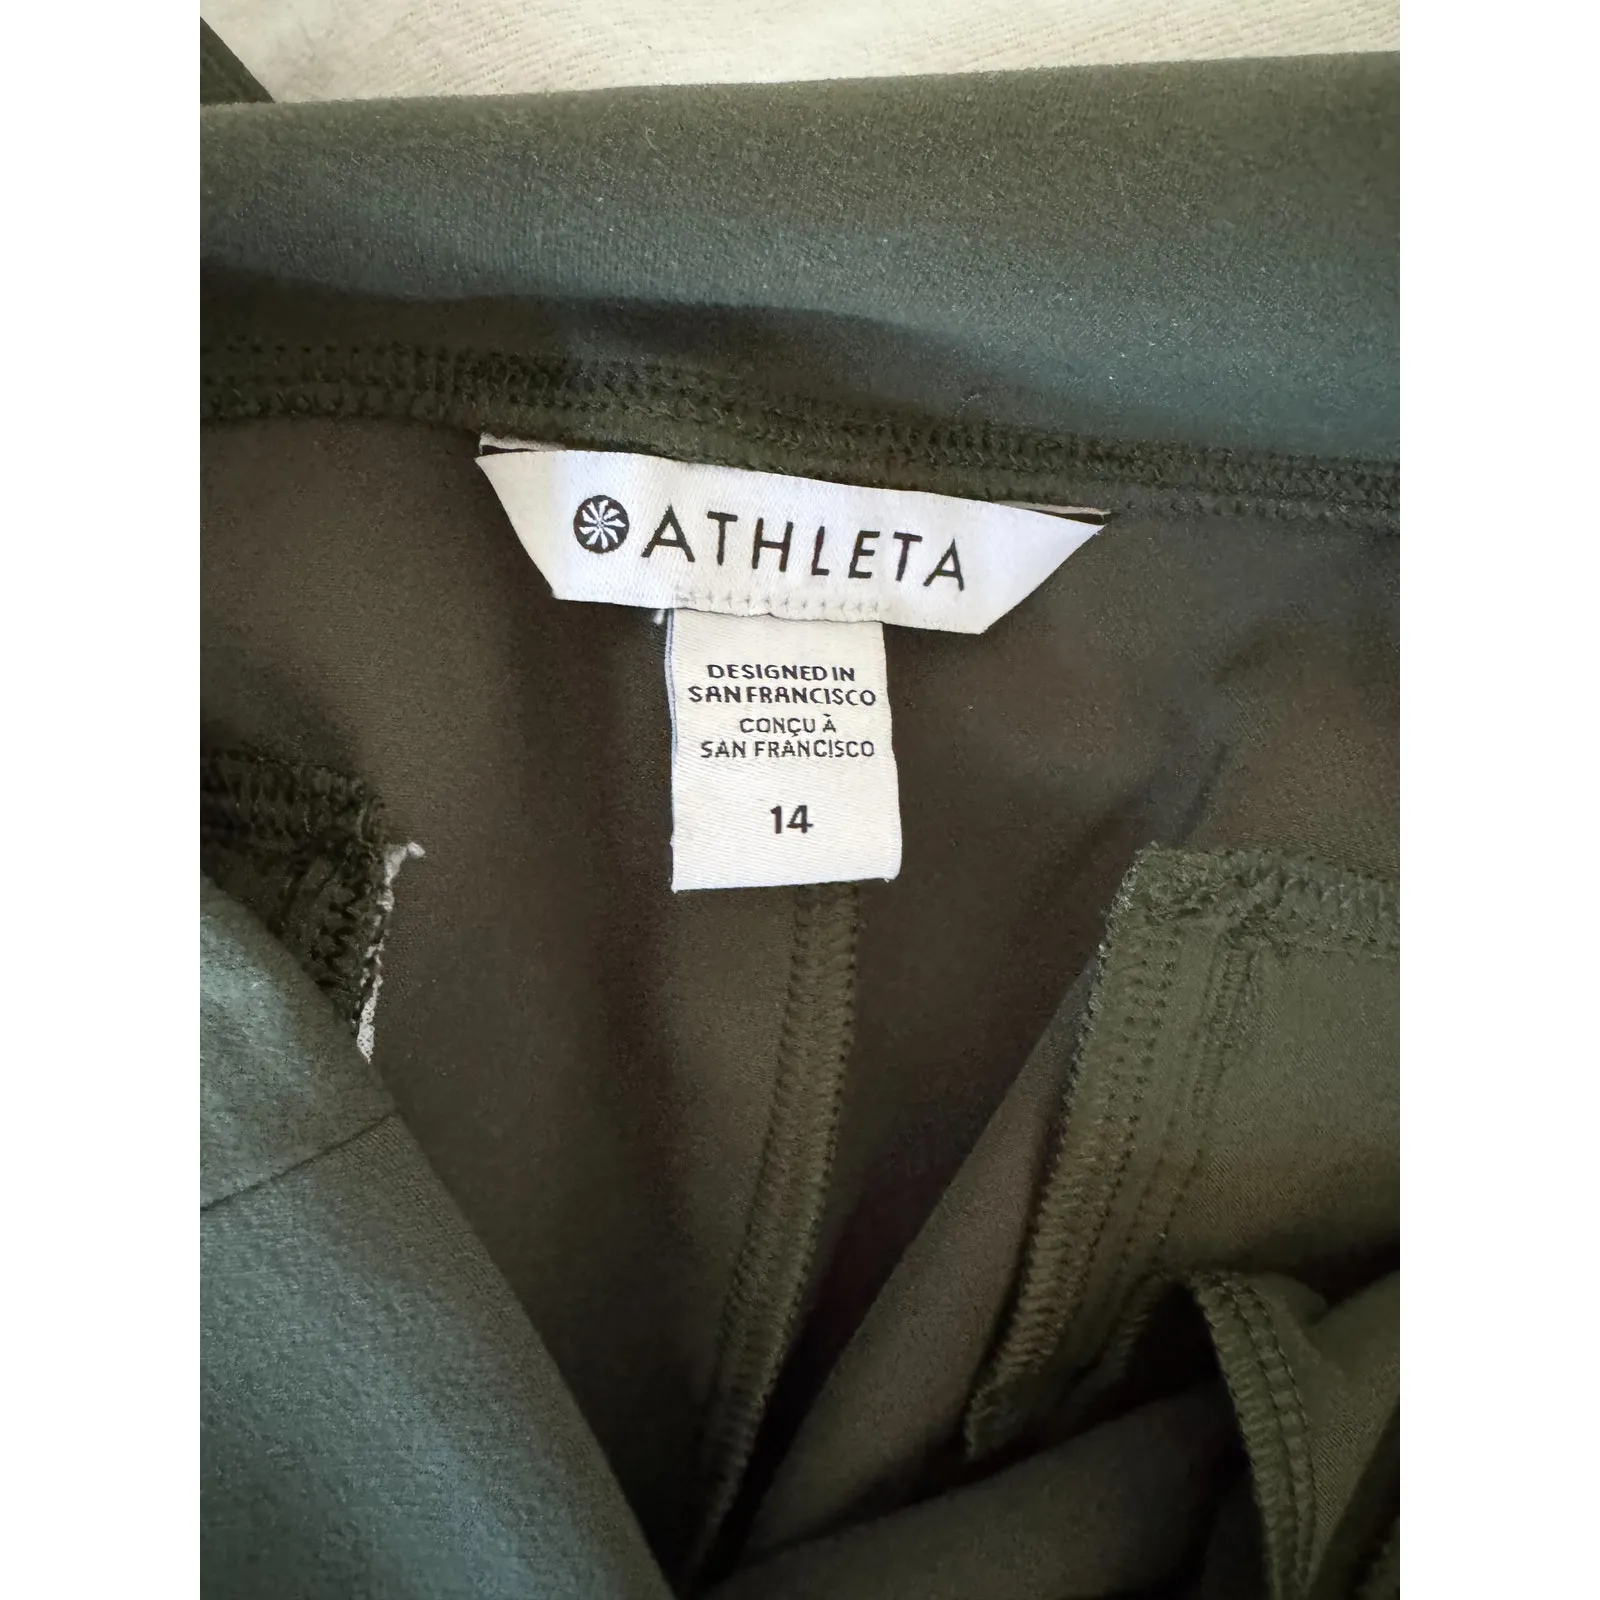 ATHLETA
DESIGNED IN
SAN FRANCISCO
CONÇU À
SAN FRANCISCO
14